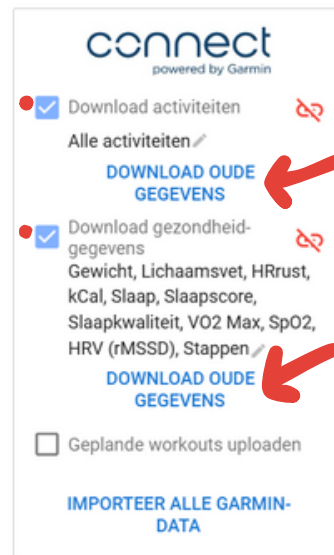 connect
powered by Garmin
Download activiteiten
Alle activiteiten
DOWNLOAD OUDE
GEGEVENS
Download gezondheid-
gegevens
Gewicht, Lichaamsvet, HRrust,
kCal, Slaap, Slaapscore,
Slaapkwaliteit, VO2 Max, SpO2,
HRV (rMSSD), Stappen
DOWNLOAD OUDE
GEGEVENS
Geplande workouts uploaden
IMPORTEER ALLE GARMIN-
DATA